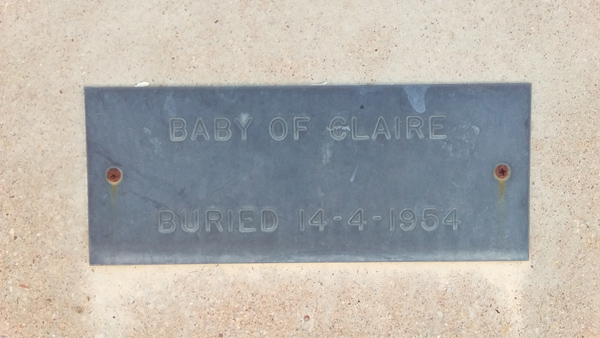 BABY OF CLAIRE
BURIED 14-4-1954